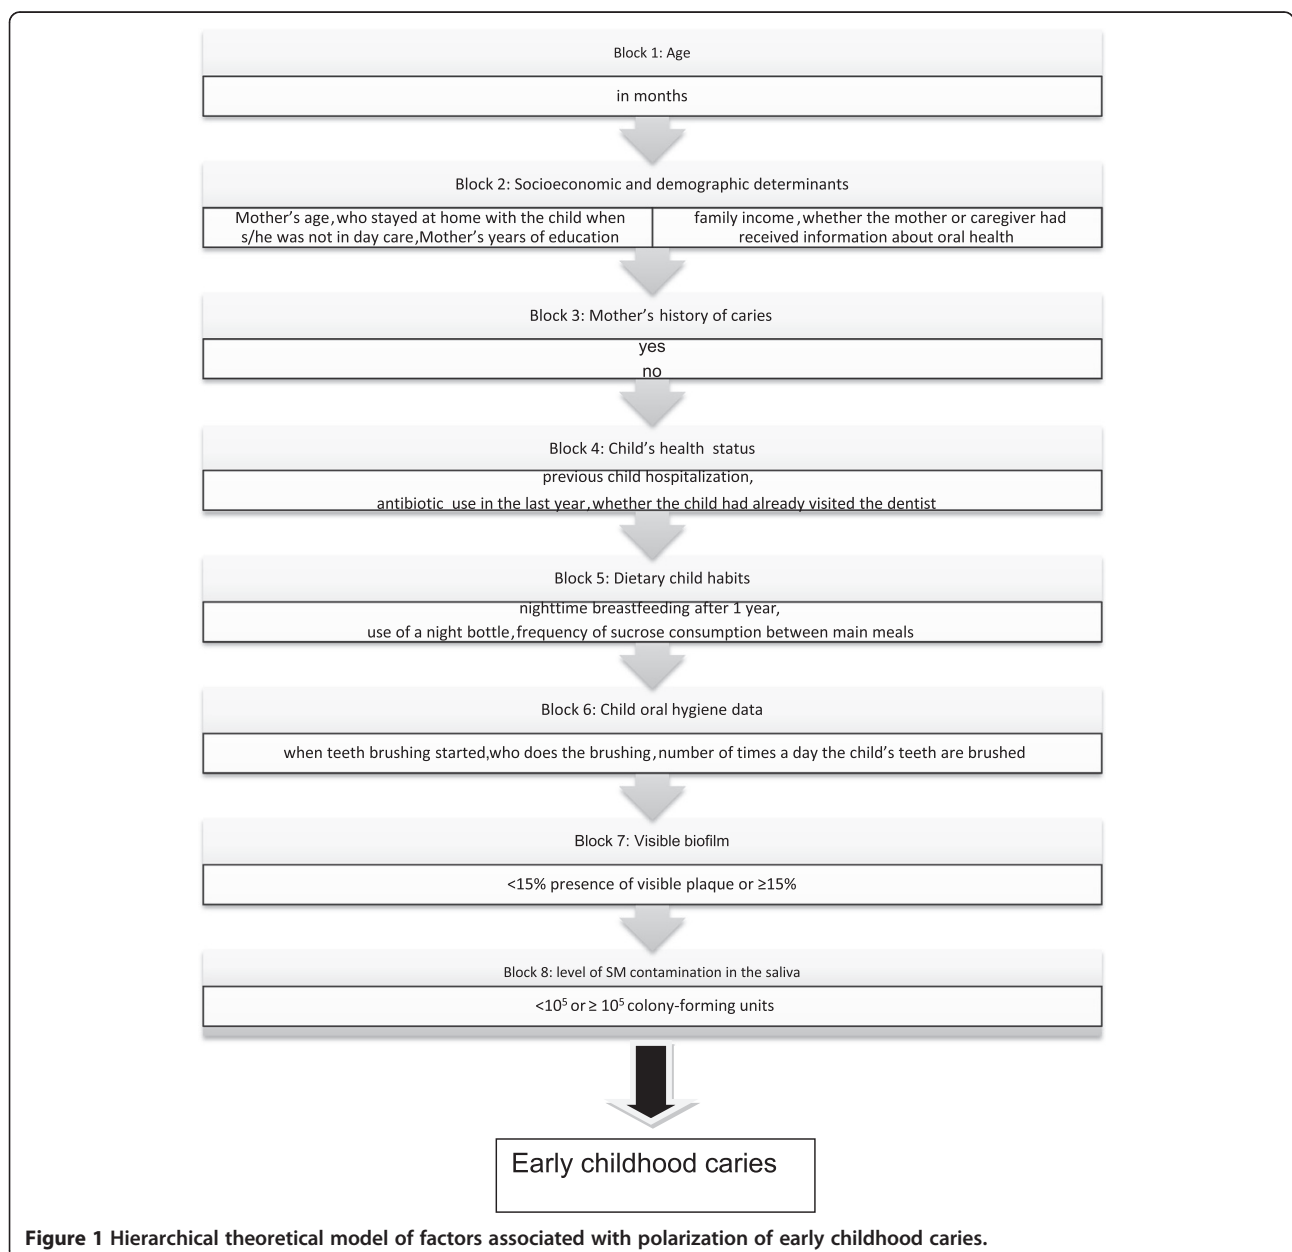 Block 1: Age
in months
Block 2: Socioeconomic and demographic determinants
Mother's age, who stayed at home with the child when
s/he was not in day care, Mother's years of education
family income, whether the mother or caregiver had
received information about oral health
Block 3: Mother's history of caries
yes
no
Block 4: Child's health status
previous child hospitalization,
antibiotic use in the last year, whether the child had already visited the dentist
Block 5: Dietary child habits
nighttime breastfeeding after 1 year,
use of a night bottle, frequency of sucrose consumption between main meals
Block 6: Child oral hygiene data
when teeth brushing started, who does the brushing, number of times a day the child's teeth are brushed
Block 7: Visible biofilm
<15% presence of visible plaque or ≥15%
Block 8: level of SM contamination in the saliva
<10⁵ or ≥ 10⁵ colony-forming units
Early childhood caries
Figure 1 Hierarchical theoretical model of factors associated with polarization of early childhood caries.